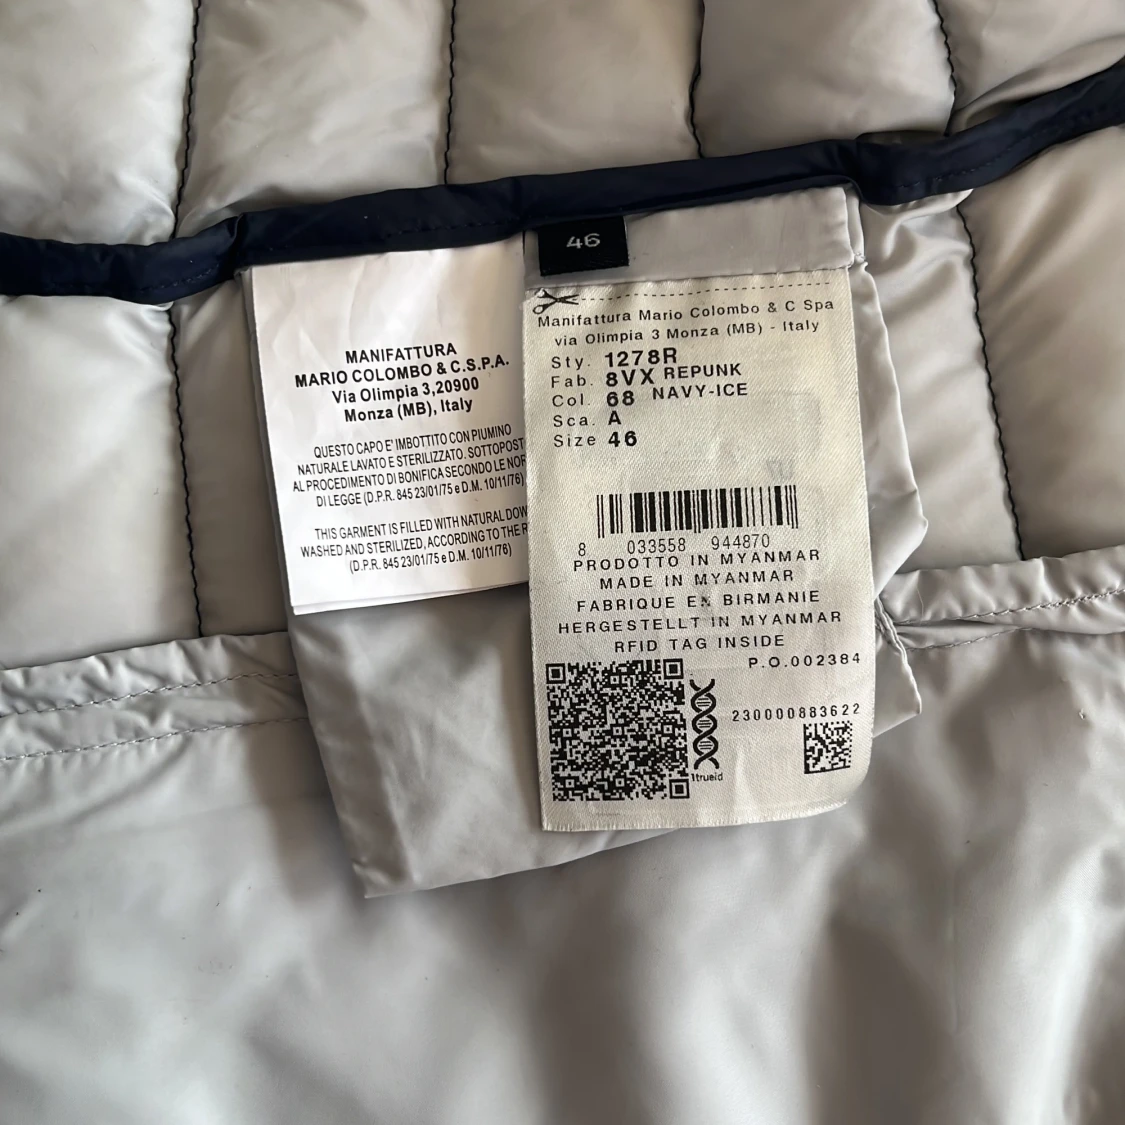 46
MANIFATTURA
MARIO COLOMBO & C.S.P.A.
Via Olimpia 3,20900
Monza (MB), Italy
QUESTO CAPO E' IMBOTTITO CON PIUMINO
NATURALE LAVATO E STERILIZZATO. SOTTOPOST
AL PROCEDIMENTO DI BONIFICA SECONDO LE NOR
DI LEGGE (D.P.R. 845 23/01/75 e D.M. 10/11/76)
THIS GARMENT IS FILLED WITH NATURAL DOW
WASHED AND STERILIZED, ACCORDING TO THE R
(D.P.R. 845 23/01/75 e D.M. 10/11/76)
Manifattura Mario Colombo & C Spa
via Olimpia 3 Monza (MB) - Italy
Sty. 1278R
Fab. 8VX REPUNK
Col. 68 NAVY-ICE
Sca. A
Size 46
8 033558 944870
PRODOTTO IN MYANMAR
MADE IN MYANMAR
FABRIQUE EN BIRMANIE
HERGESTELLT IN MYANMAR
RFID TAG INSIDE
P.O.002384
230000883622
1trueid